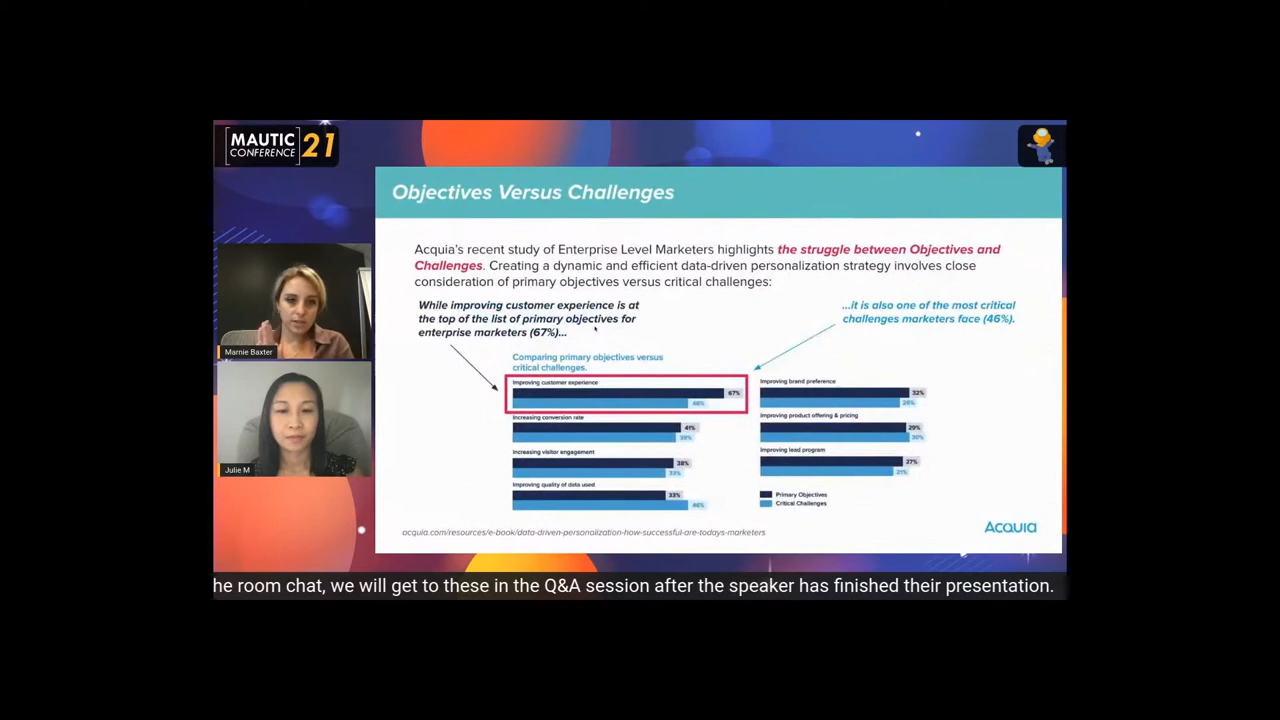 MAUTIC
CONFERENCE
21
Objectives Versus Challenges
Acquia's recent study of Enterprise Level Marketers highlights the struggle between Objectives and
Challenges. Creating a dynamic and efficient data-driven personalization strategy involves close
consideration of primary objectives versus critical challenges:
While improving customer experience is at
the top of the list of primary objectives for
enterprise marketers (67%)...
...it is also one of the most critical
challenges marketers face (46%).
Comparing primary objectives versus
critical challenges.
Improving customer experience
67%
46%
Increasing conversion rate
41%
39%
Increasing visitor engagement
38%
33%
Improving quality of data used
33%
46%
Improving brand preference
32%
26%
Improving product offering & pricing
29%
30%
Improving lead program
27%
21%
Primary Objectives
Critical Challenges
acquia.com/resources/e-book/data-driven-personalization-how-successful-are-todays-marketers
Acquia
Marnie Baxter
Julie M
he room chat, we will get to these in the Q&A session after the speaker has finished their presentation.